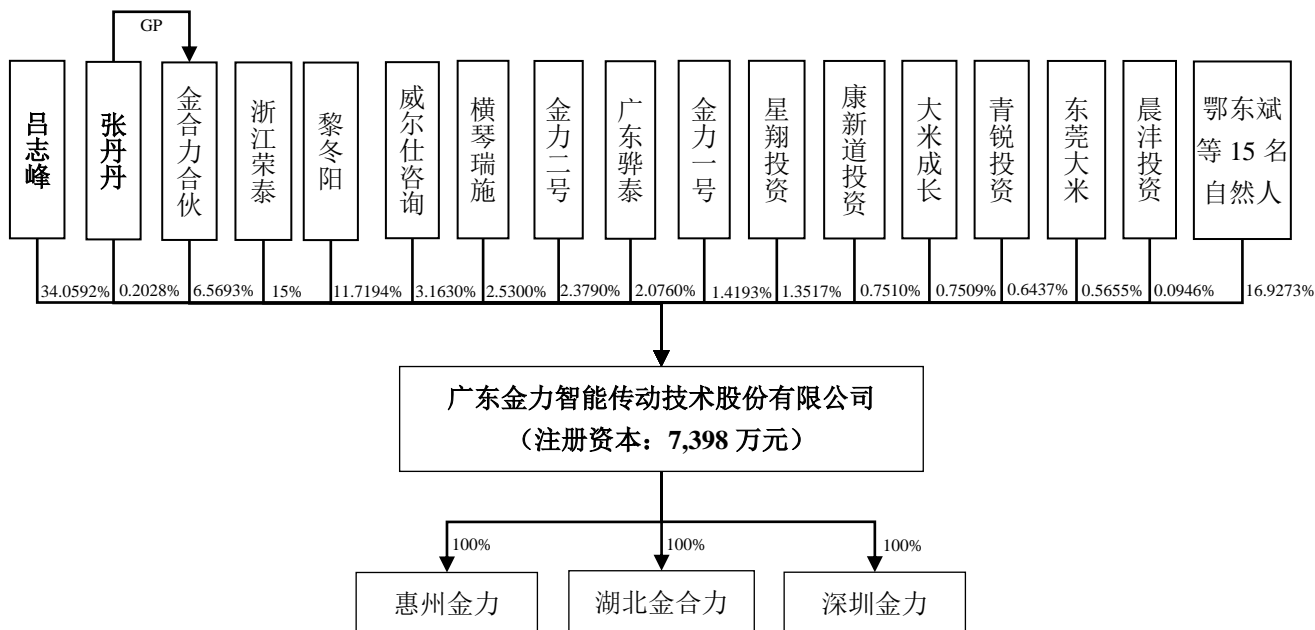 GP
吕志峰
张丹丹
金合力合伙
浙江荣泰
黎冬阳
威尔仕咨询
横琴瑞施
金力二号
广东骅泰
金力一号
星翔投资
康新道投资
大米成长
青锐投资
东莞大米
晨沣投资
鄂东斌
等 15 名
自然人
34.0592%
0.2028%
6.5693%
15%
11.7194%
3.1630%
2.5300%
2.3790%
2.0760%
1.4193%
1.3517%
0.7510%
0.7509%
0.6437%
0.5655%
0.0946%
16.9273%
广东金力智能传动技术股份有限公司
（注册资本：7,398 万元）
100%
100%
100%
惠州金力
湖北金合力
深圳金力